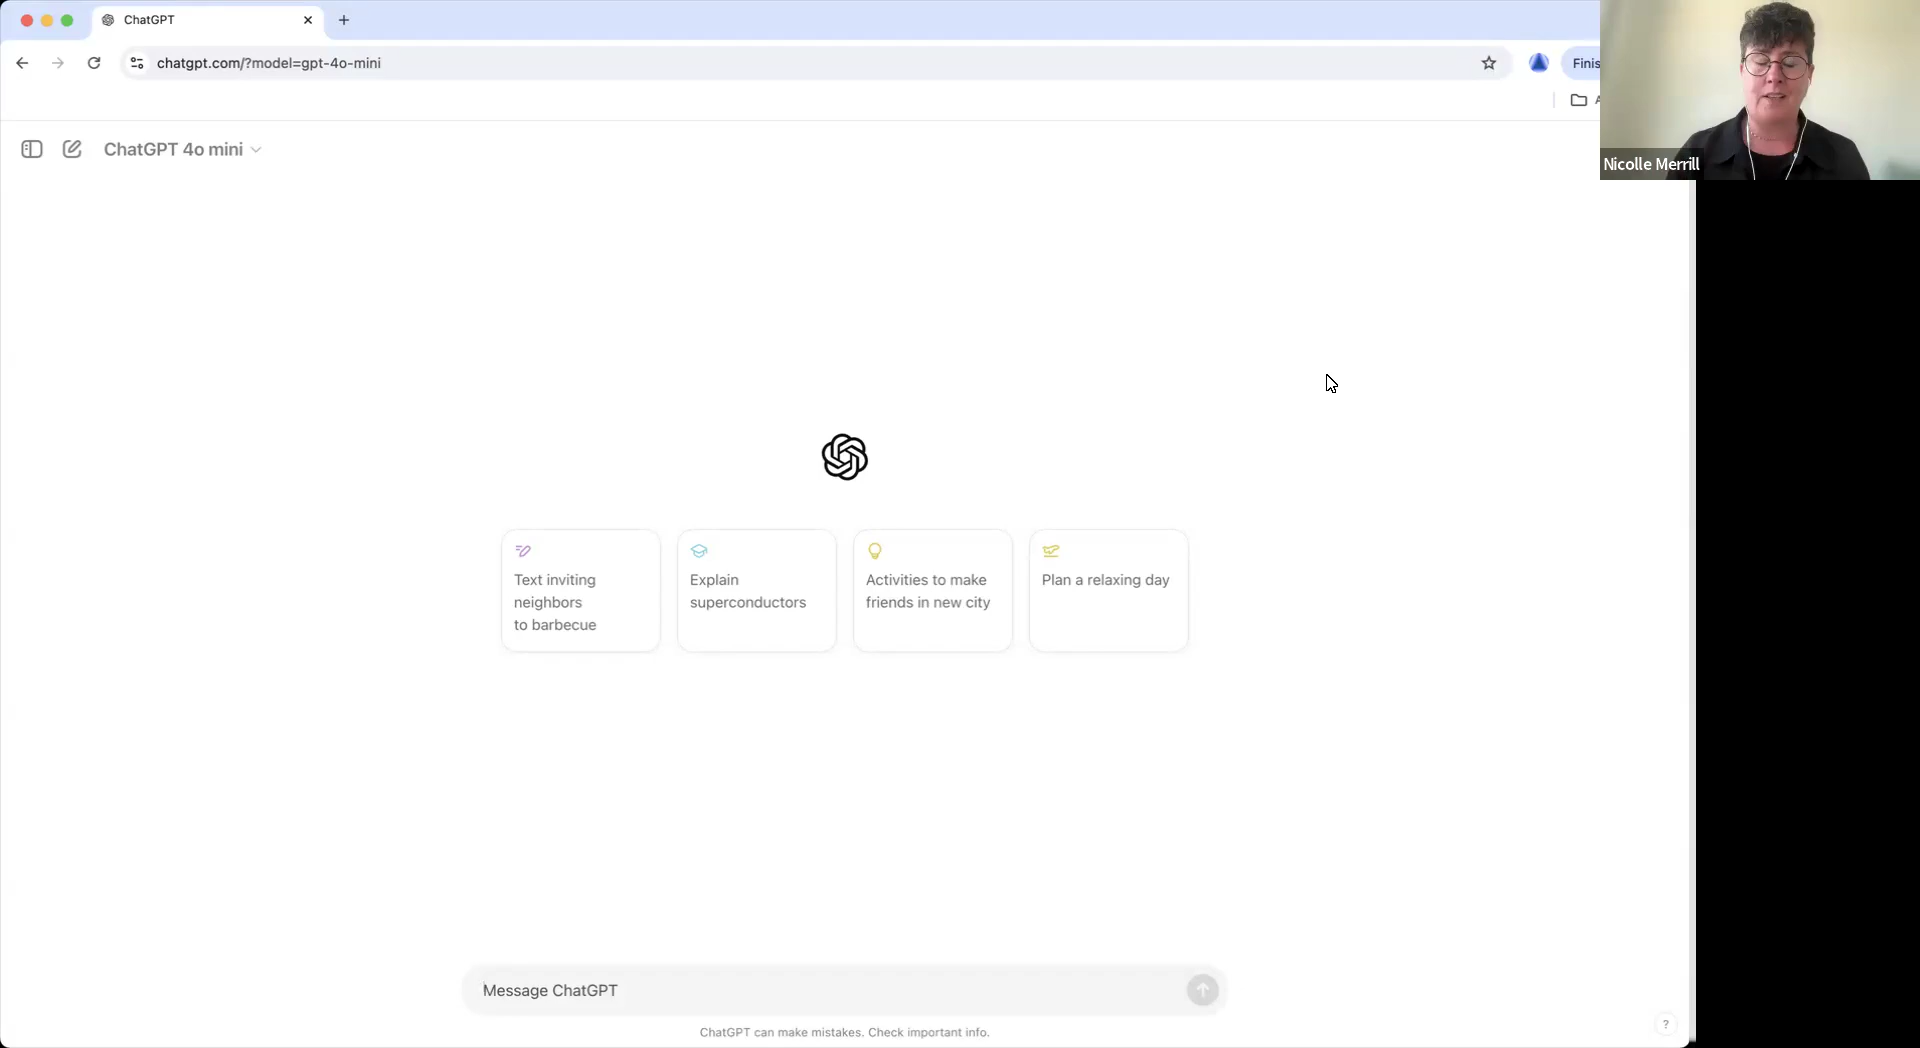 ChatGPT
chatgpt.com/?model=gpt-4o-mini
Finis
A
Nicolle Merrill
ChatGPT 4o mini
Text inviting
neighbors
to barbecue
Explain
superconductors
Activities to make
friends in new city
Plan a relaxing day
Message ChatGPT
ChatGPT can make mistakes. Check important info.
?